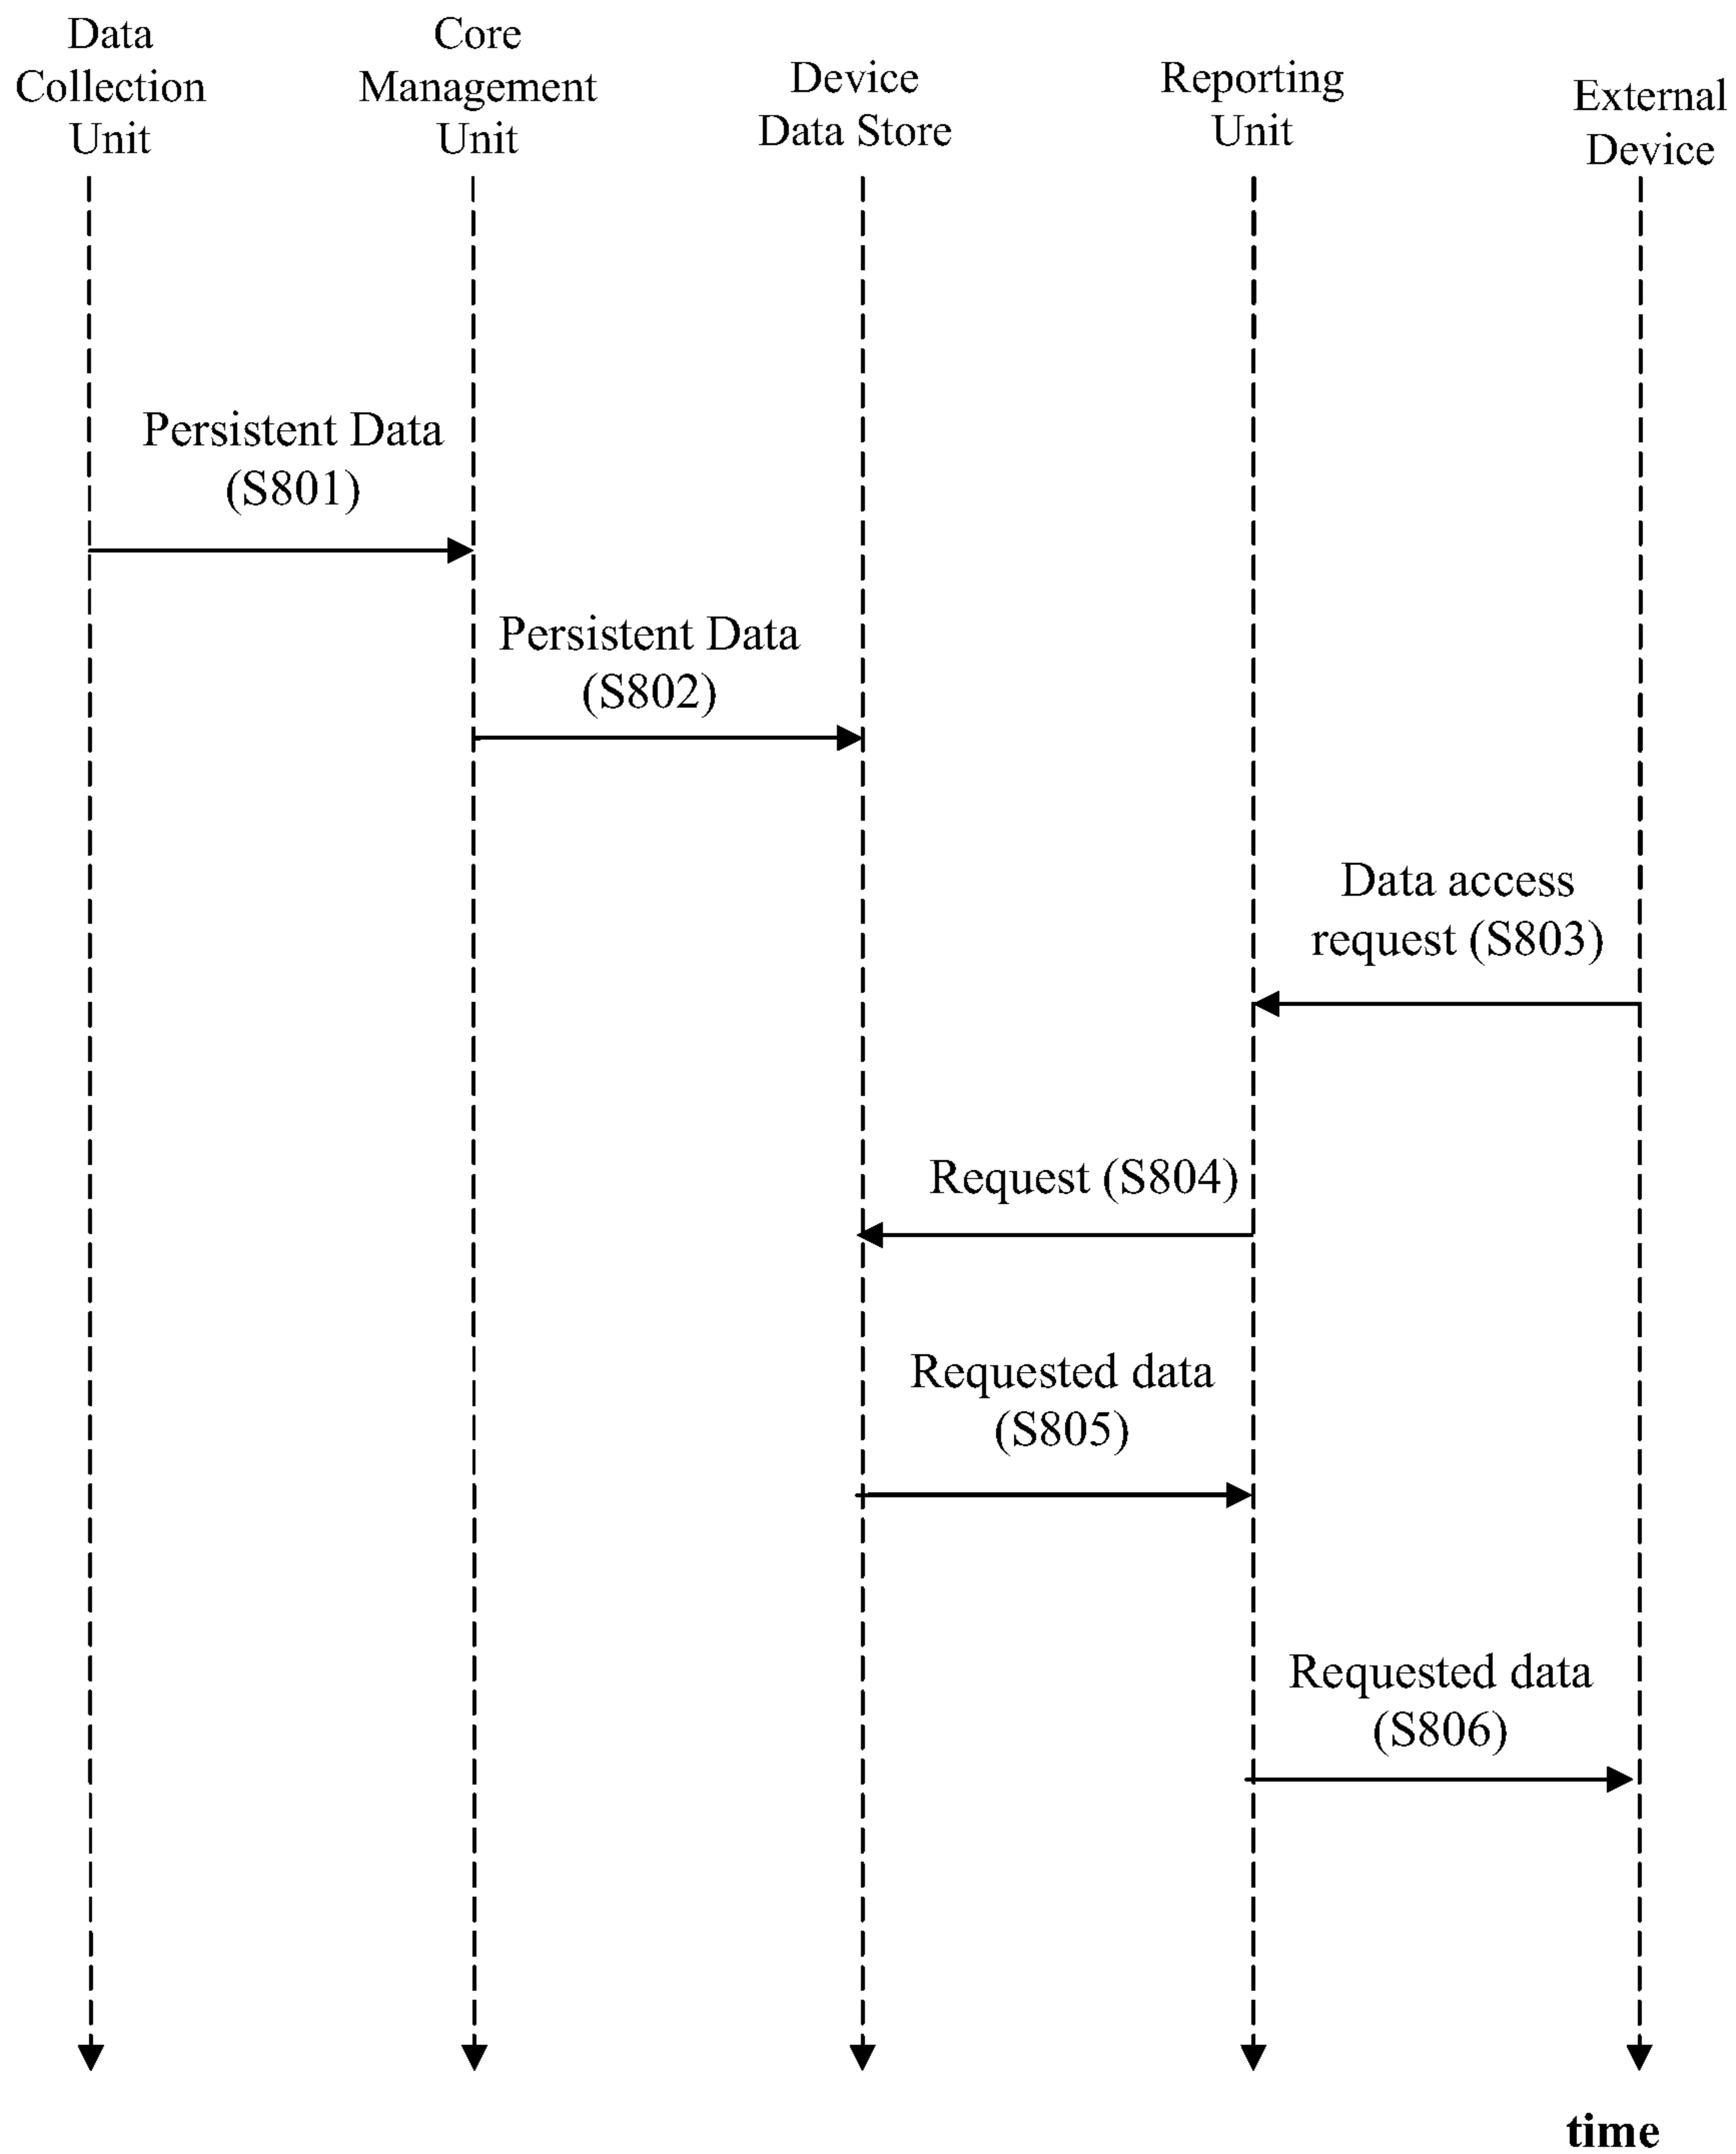 Data
Collection
Unit
Core
Management
Unit
Device
Data Store
Reporting
Unit
External
Device
Persistent Data
(S801)
Persistent Data
(S802)
Data access
request (S803)
Request (S804)
Requested data
(S805)
Requested data
(S806)
time